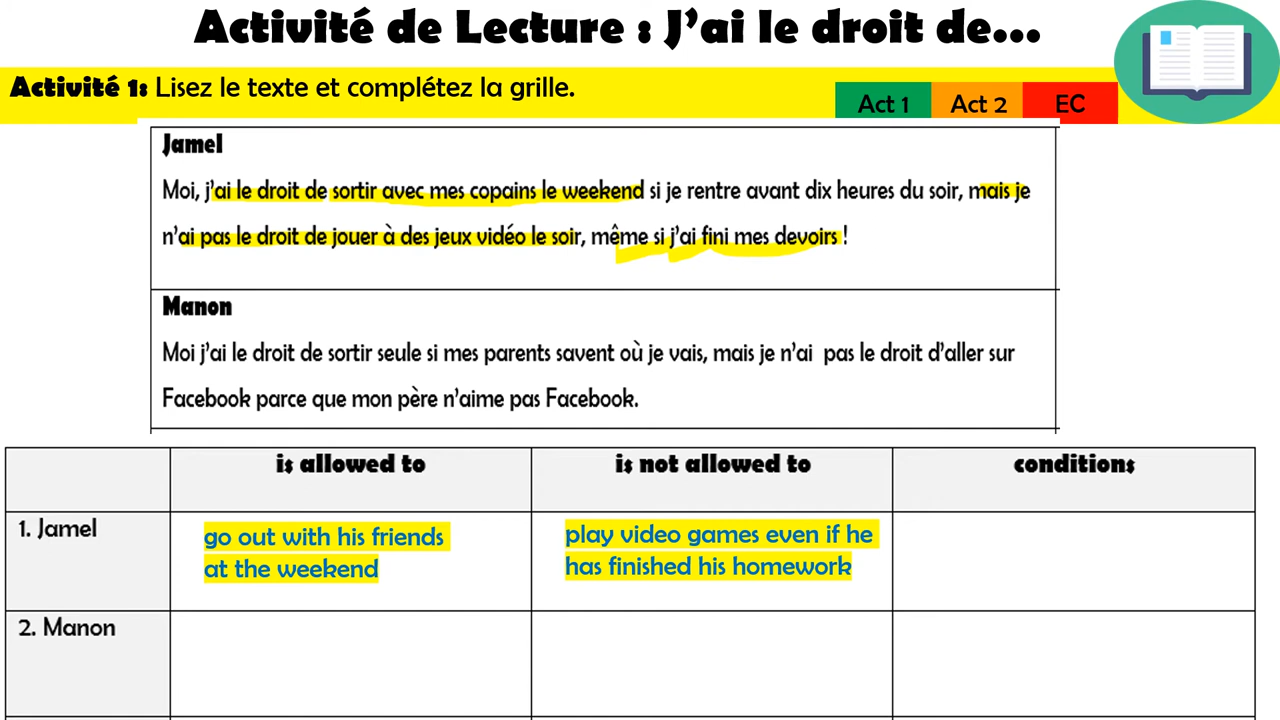 Activité de Lecture : J'ai le droit de...
Activité 1: Lisez le texte et complétez la grille.
Act 1 Act 2 EC
Jamel
Moi, j'ai le droit de sortir avec mes copains le weekend si je rentre avant dix heures du soir, mais je
n'ai pas le droit de jouer à des jeux vidéo le soir, même si j'ai fini mes devoirs !
Manon
Moi j'ai le droit de sortir seule si mes parents savent où je vais, mais je n'ai pas le droit d'aller sur
Facebook parce que mon père n'aime pas Facebook.
is allowed to is not allowed to conditions
1. Jamel
go out with his friends
at the weekend
play video games even if he
has finished his homework
2. Manon